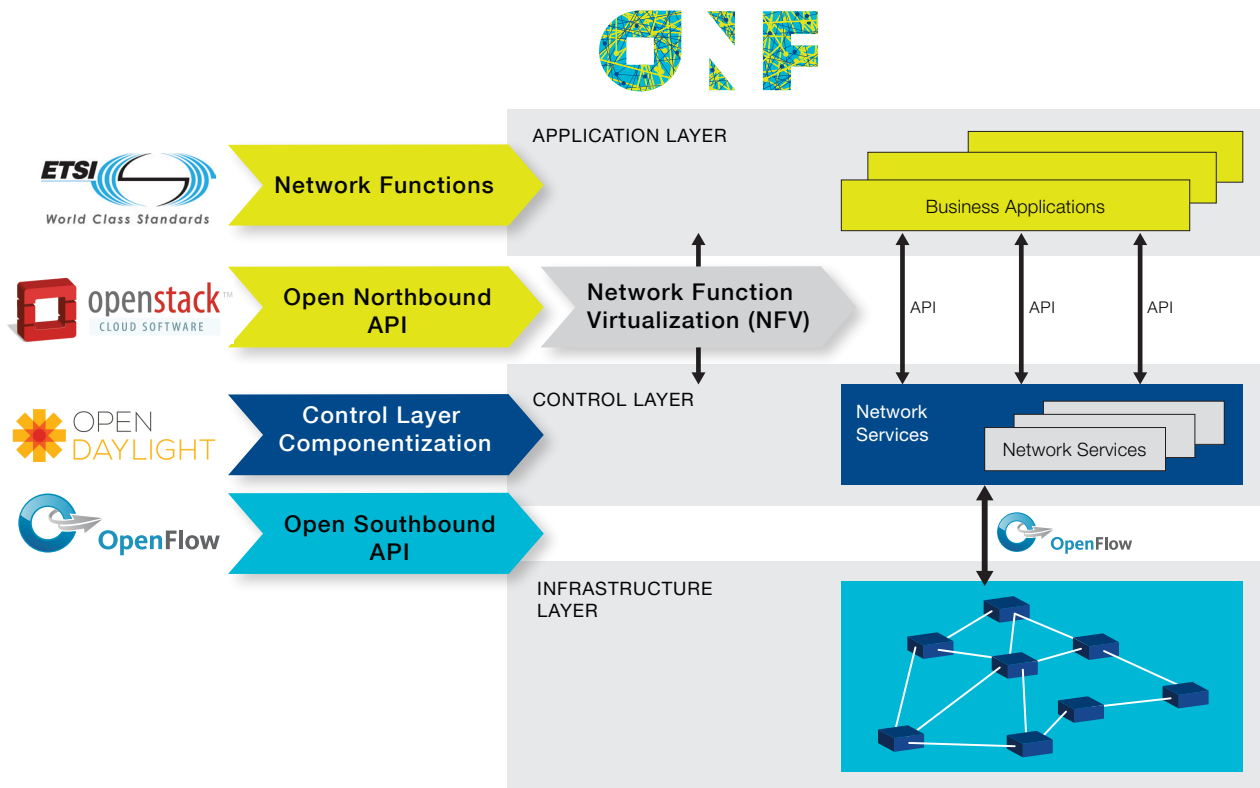 ONF
APPLICATION LAYER
ETSI
World Class Standards
Network Functions
Business Applications
openstack™
CLOUD SOFTWARE
Open Northbound
API
Network Function
Virtualization (NFV)
API
API
API
OPEN
DAYLIGHT
Control Layer
Componentization
CONTROL LAYER
Network
Services
Network Services
OpenFlow
Open Southbound
API
OpenFlow
INFRASTRUCTURE
LAYER